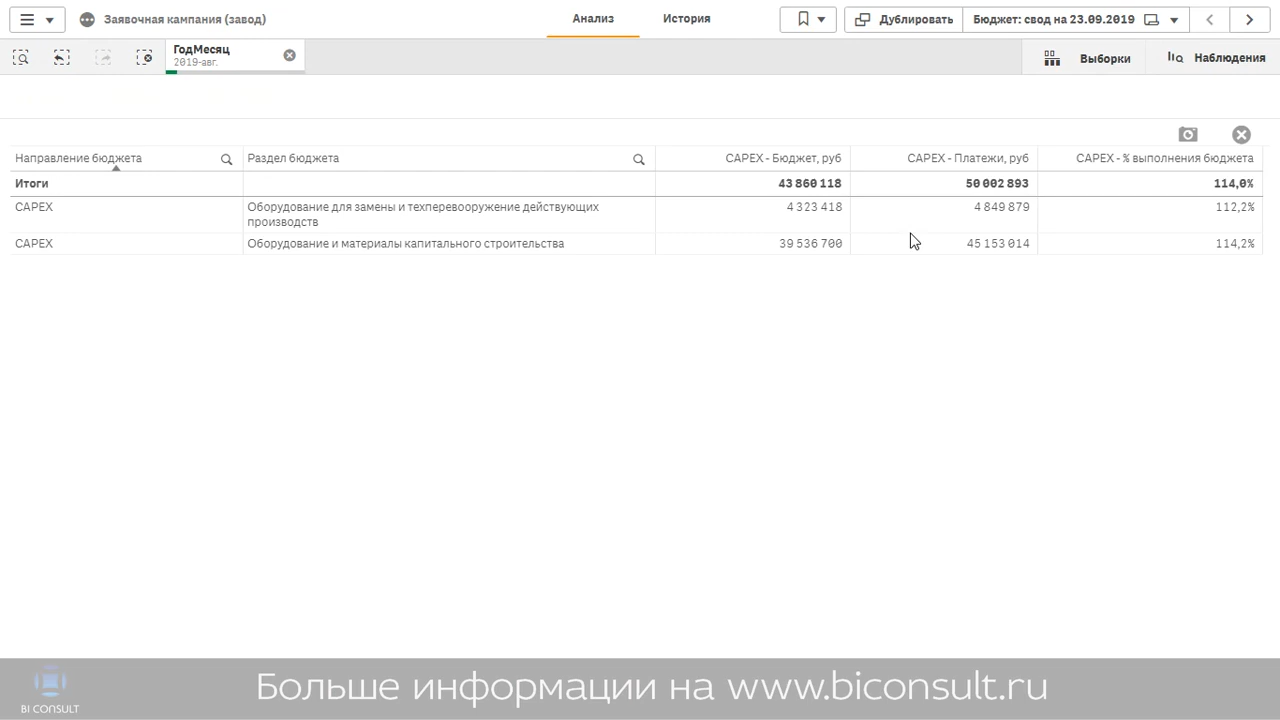 Заявочная кампания (завод)
Анализ
История
Дублировать
Бюджет: свод на 23.09.2019
ГодМесяц
2019-авг.
Выборки
Наблюдения
Направление бюджета
Раздел бюджета
CAPEX - Бюджет, руб
CAPEX - Платежи, руб
CAPEX - % выполнения бюджета
Итоги
43 860 118
50 002 893
114,0%
CAPEX
Оборудование для замены и техперевооружение действующих
производств
4 323 418
4 849 879
112,2%
CAPEX
Оборудование и материалы капитального строительства
39 536 700
45 153 014
114,2%
Больше информации на www.biconsult.ru
BI CONSULT